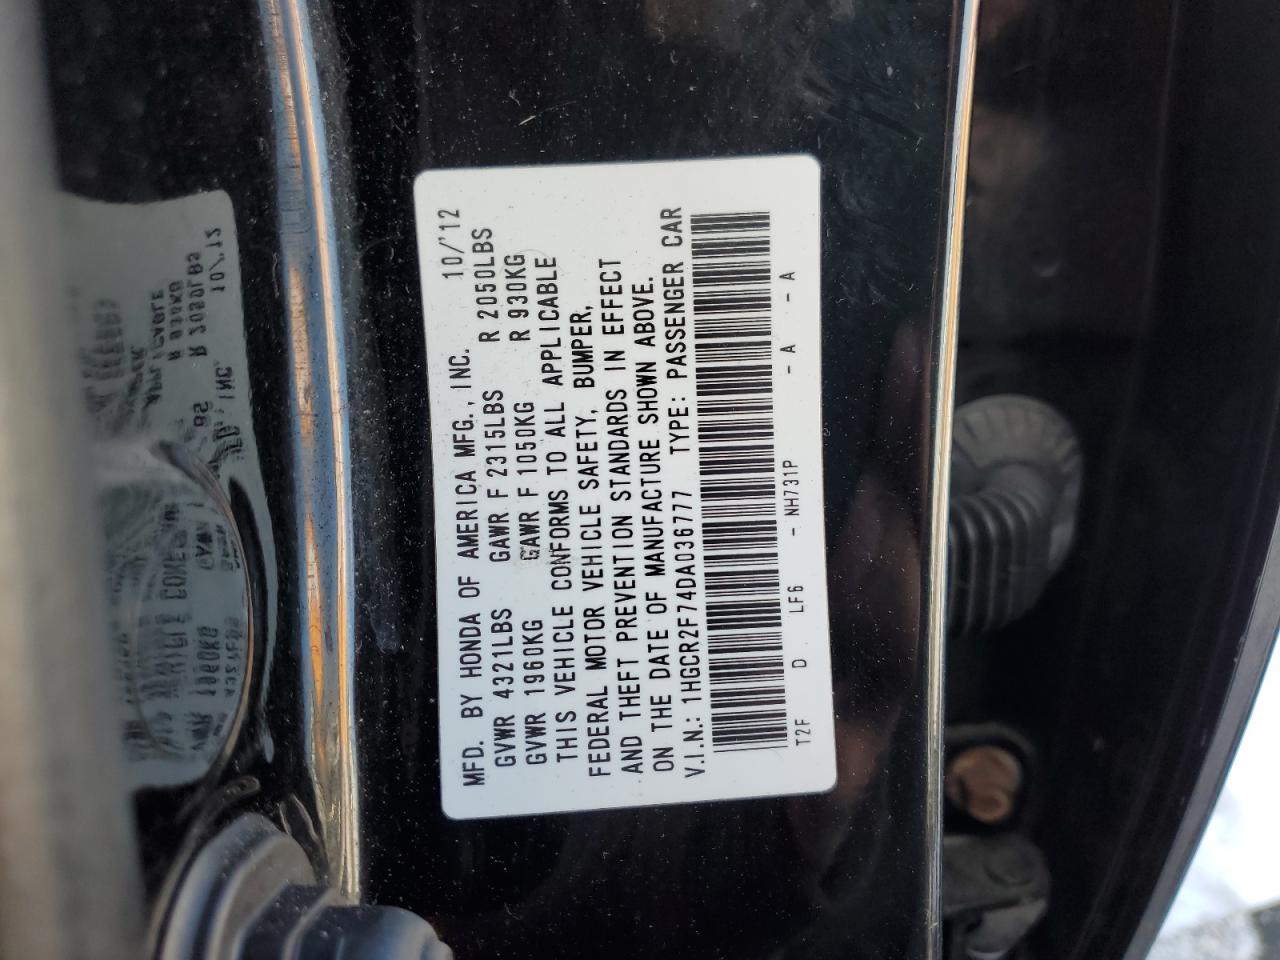 MFD. BY HONDA OF AMERICA MFG., INC. 10/'12
GVWR 4321LBS GAWR F 2315LBS R 2050LBS
GVWR 1960KG GAWR F 1050KG R 930KG
THIS VEHICLE CONFORMS TO ALL APPLICABLE
FEDERAL MOTOR VEHICLE SAFETY, BUMPER,
AND THEFT PREVENTION STANDARDS IN EFFECT
ON THE DATE OF MANUFACTURE SHOWN ABOVE.
V.I.N.: 1HGCR2F74DA036777 TYPE: PASSENGER CAR
T2F D LF6 - NH731P - A - A